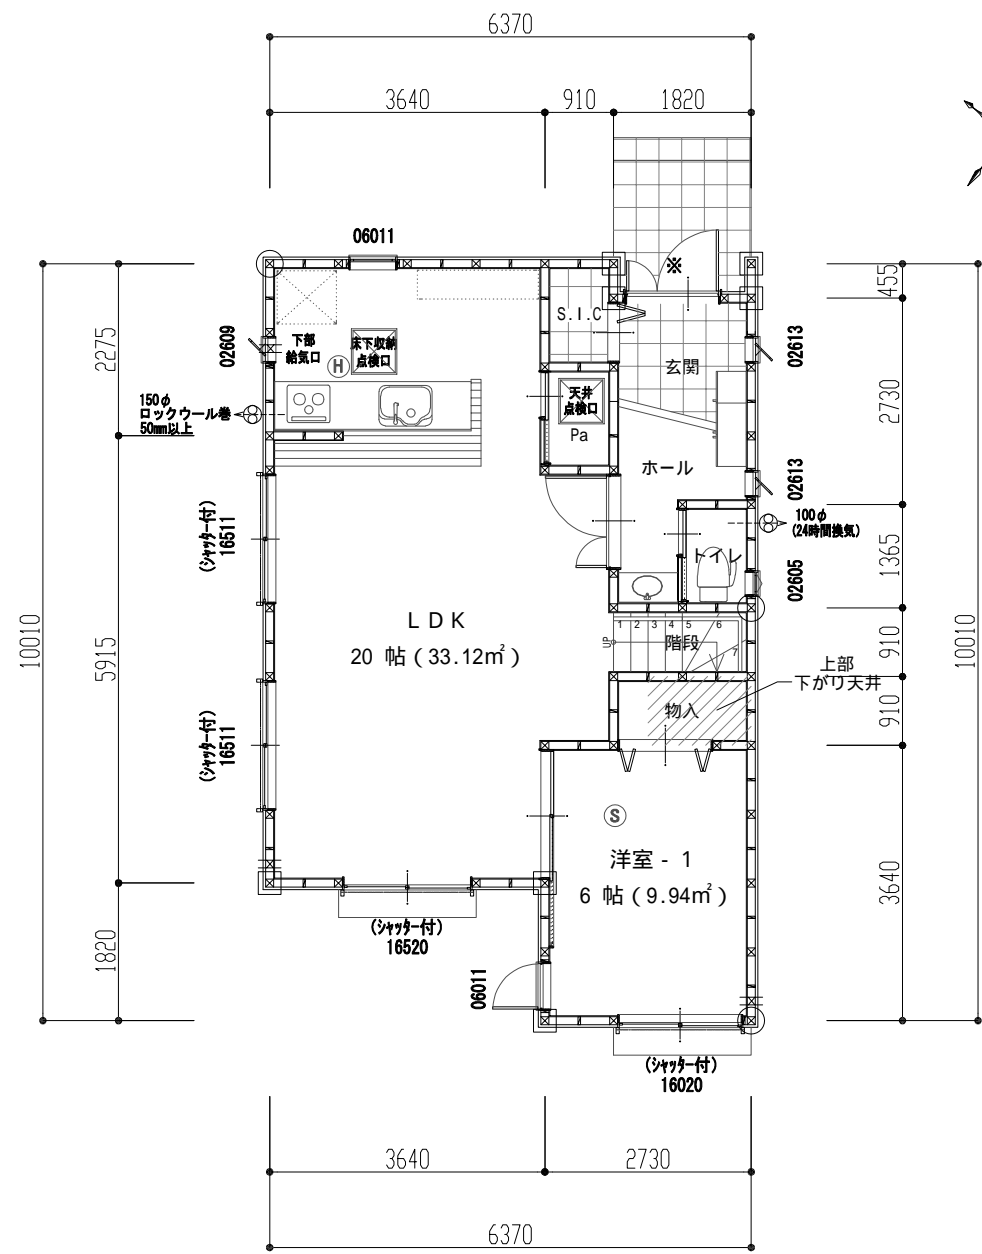 6370
3640
910
1820
06011
※
455
S.I.C
2275
02609
下部
給気口
床下収納
点検口
H
玄関
02613
2730
天井
点検口
150φ
ロックウール巻
50mm以上
Pa
ホール
02613
(シャッター付)
16511
100φ
(24時間換気)
トイレ
1365
02605
10010
5915
LDK
20 帖(33.12㎡)
UP
1
2
3
4
5
6
7
階段
910
10010
上部
下がり天井
物入
910
(シャッター付)
16511
S
洋室 - 1
6 帖(9.94㎡)
3640
(シャッター付)
16520
1820
06011
(シャッター付)
16020
3640
2730
6370